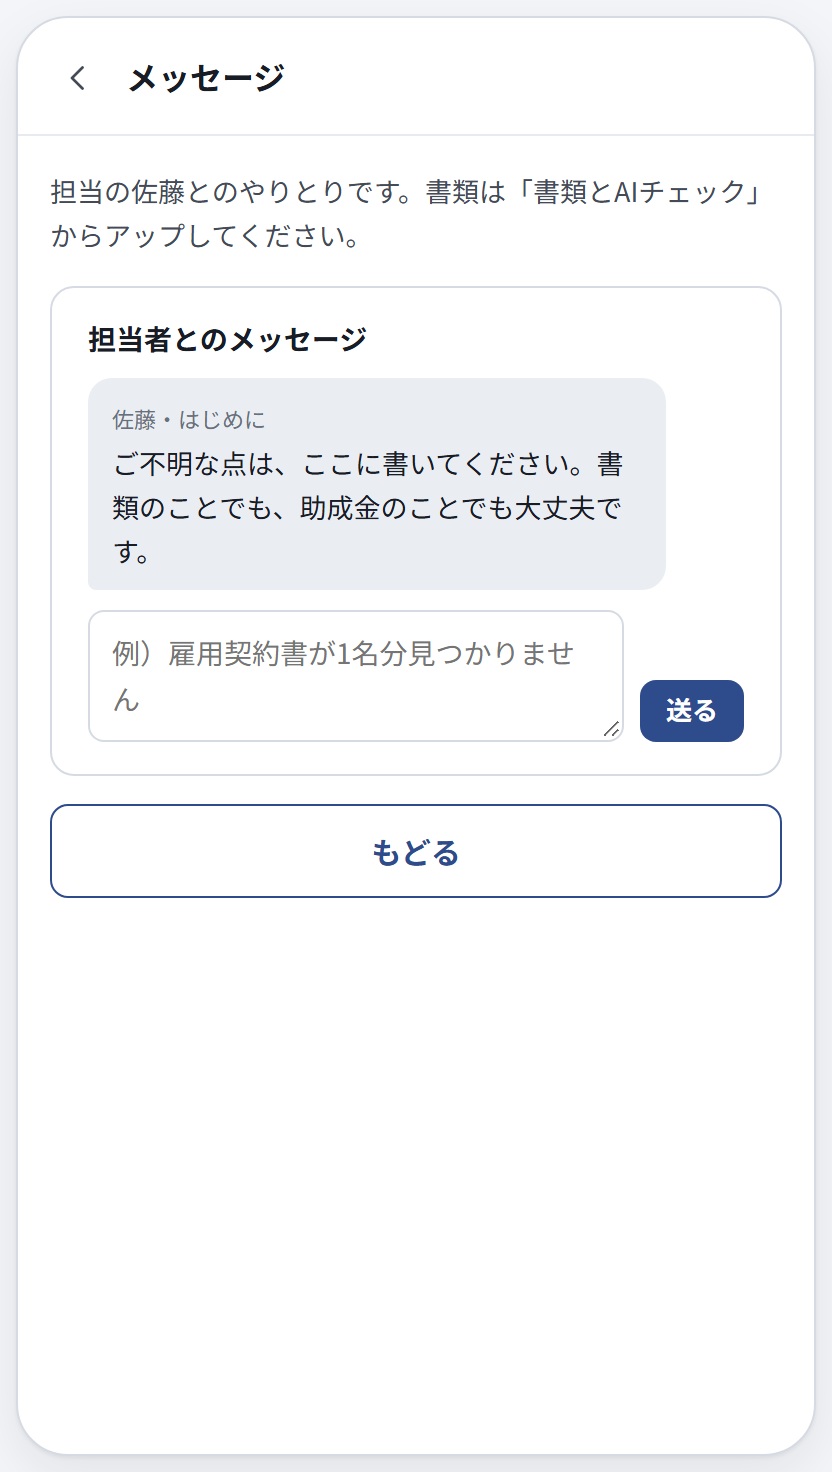 メッセージ
担当の佐藤とのやりとりです。書類は「書類とAIチェック」
からアップしてください。
担当者とのメッセージ
佐藤・はじめに
ご不明な点は、ここに書いてください。書
類のことでも、助成金のことでも大丈夫で
す。
例）雇用契約書が1名分見つかりませ
ん
送る
もどる